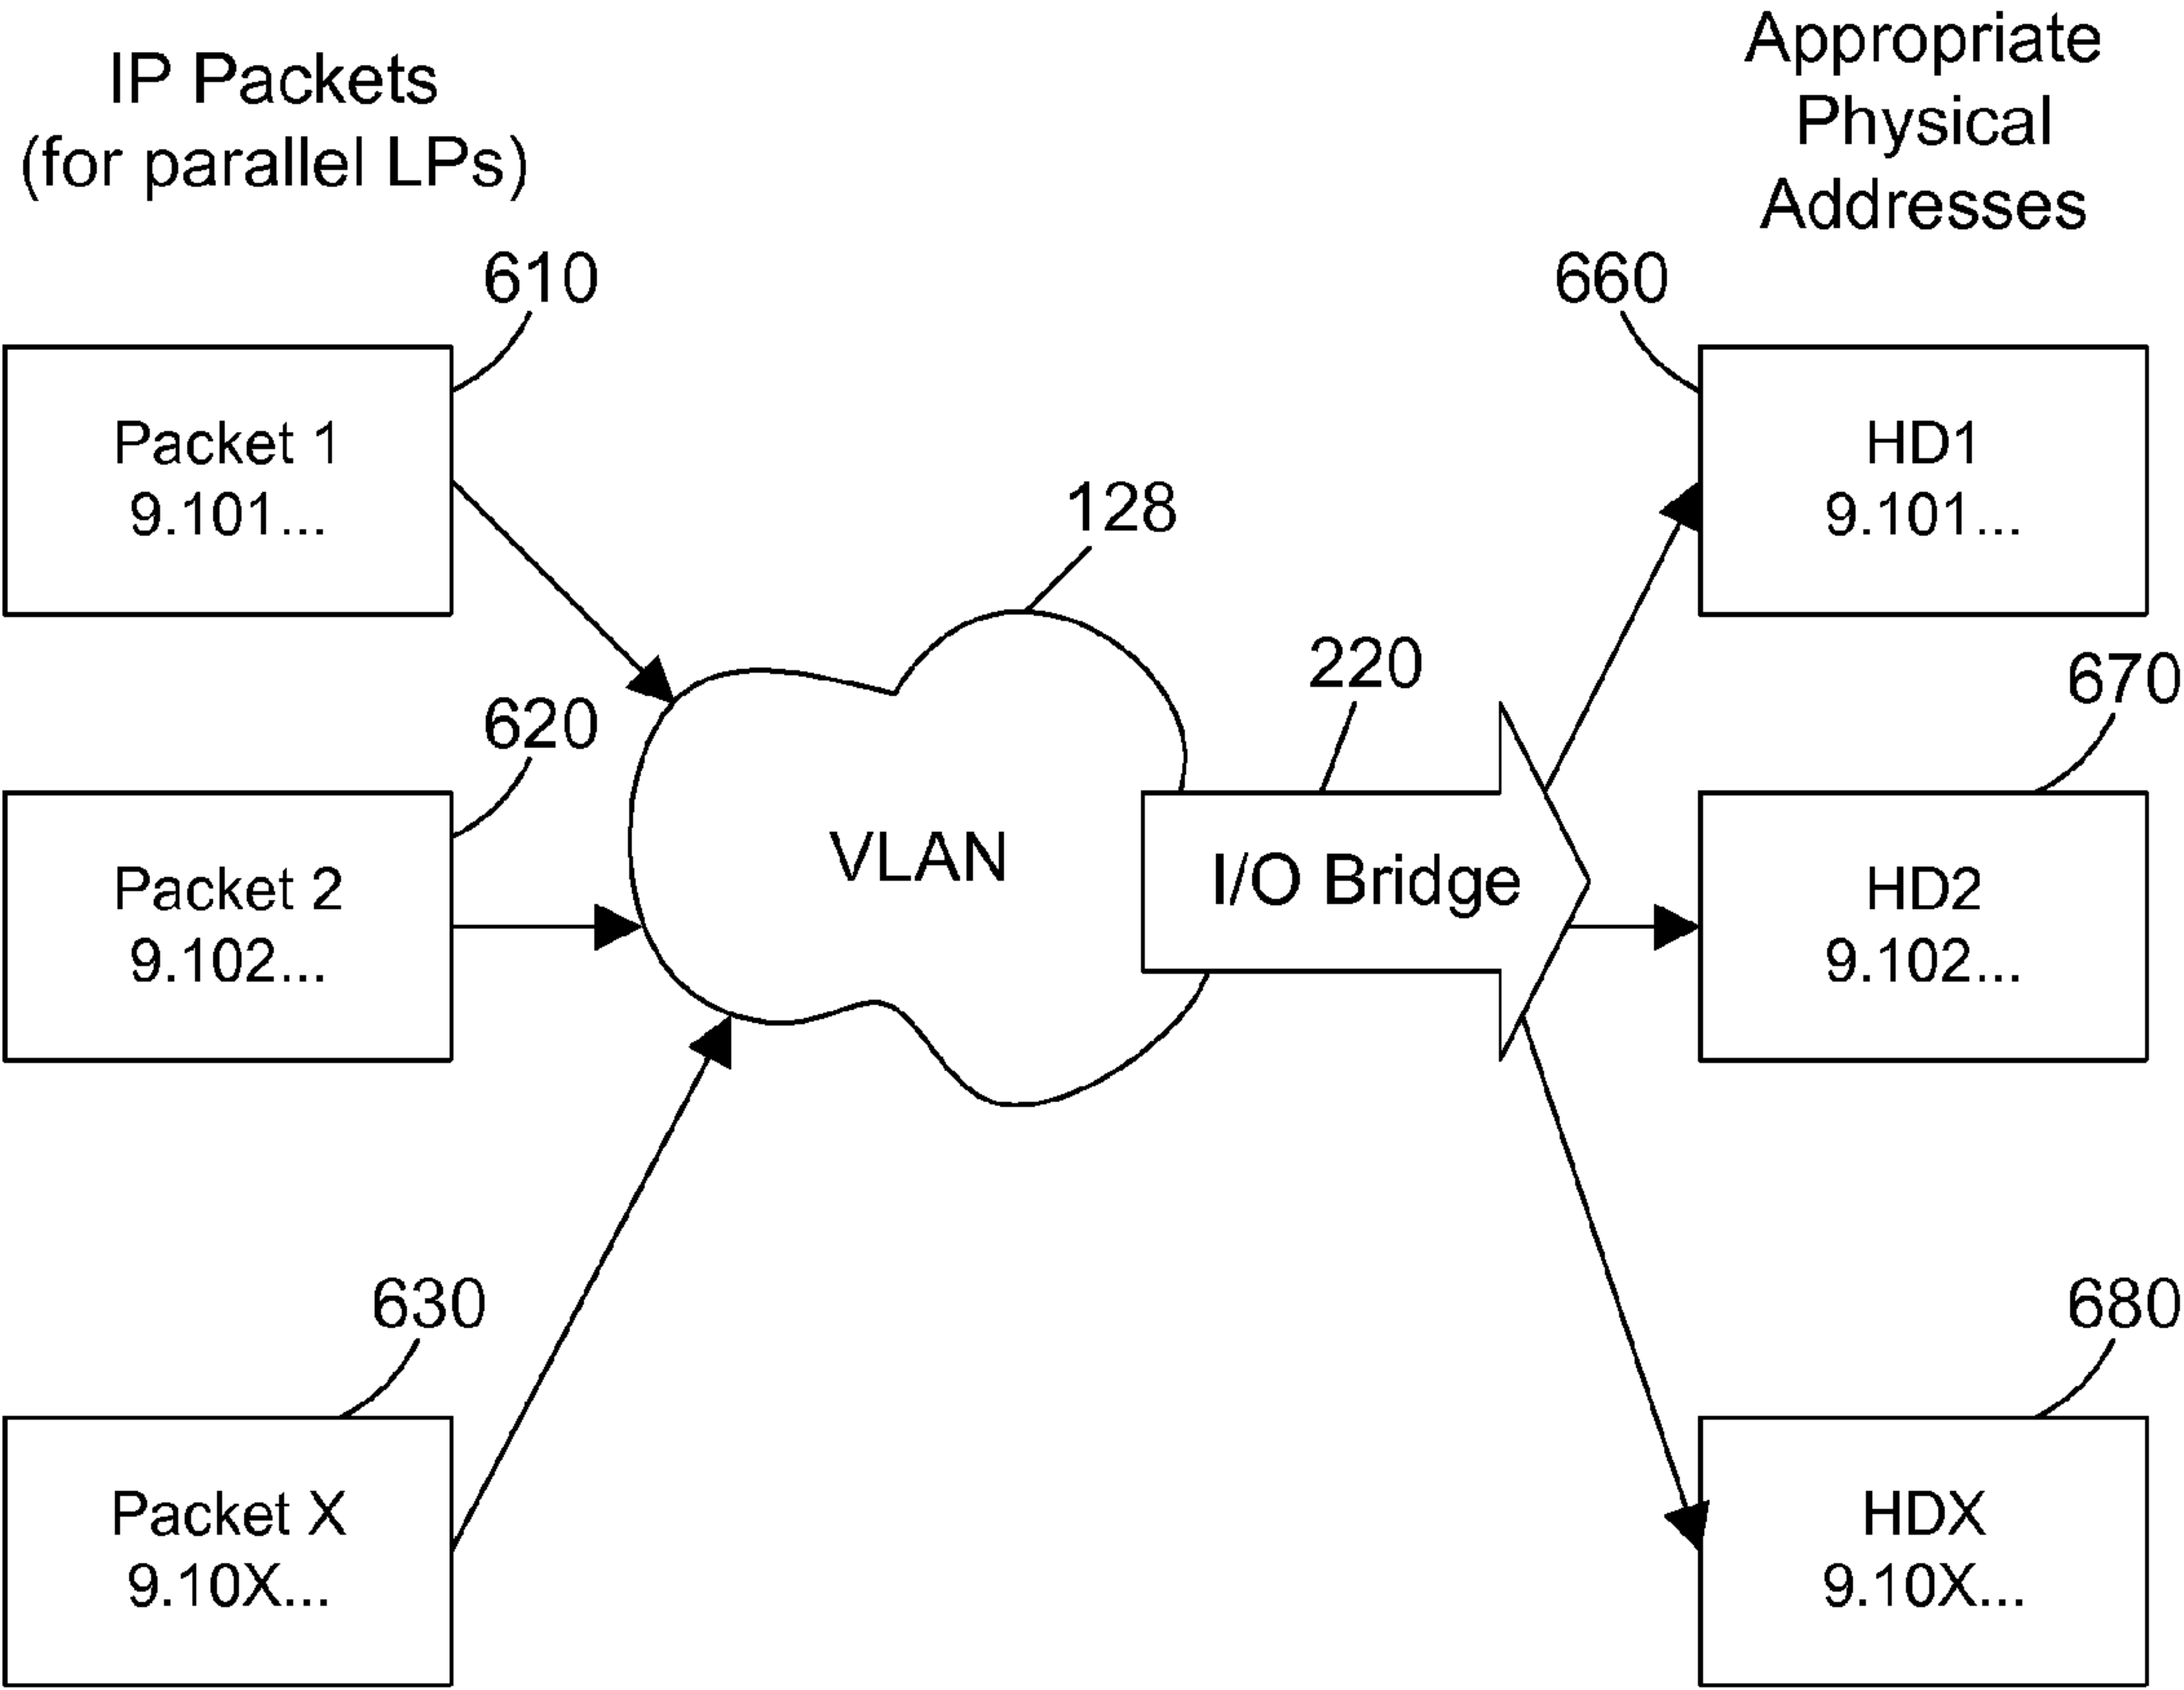 IP Packets
(for parallel LPs)
Appropriate
Physical
Addresses
610
660
Packet 1
9.101...
HD1
9.101...
128
220
670
620
Packet 2
9.102...
VLAN
I/O Bridge
HD2
9.102...
630
680
Packet X
9.10X...
HDX
9.10X...